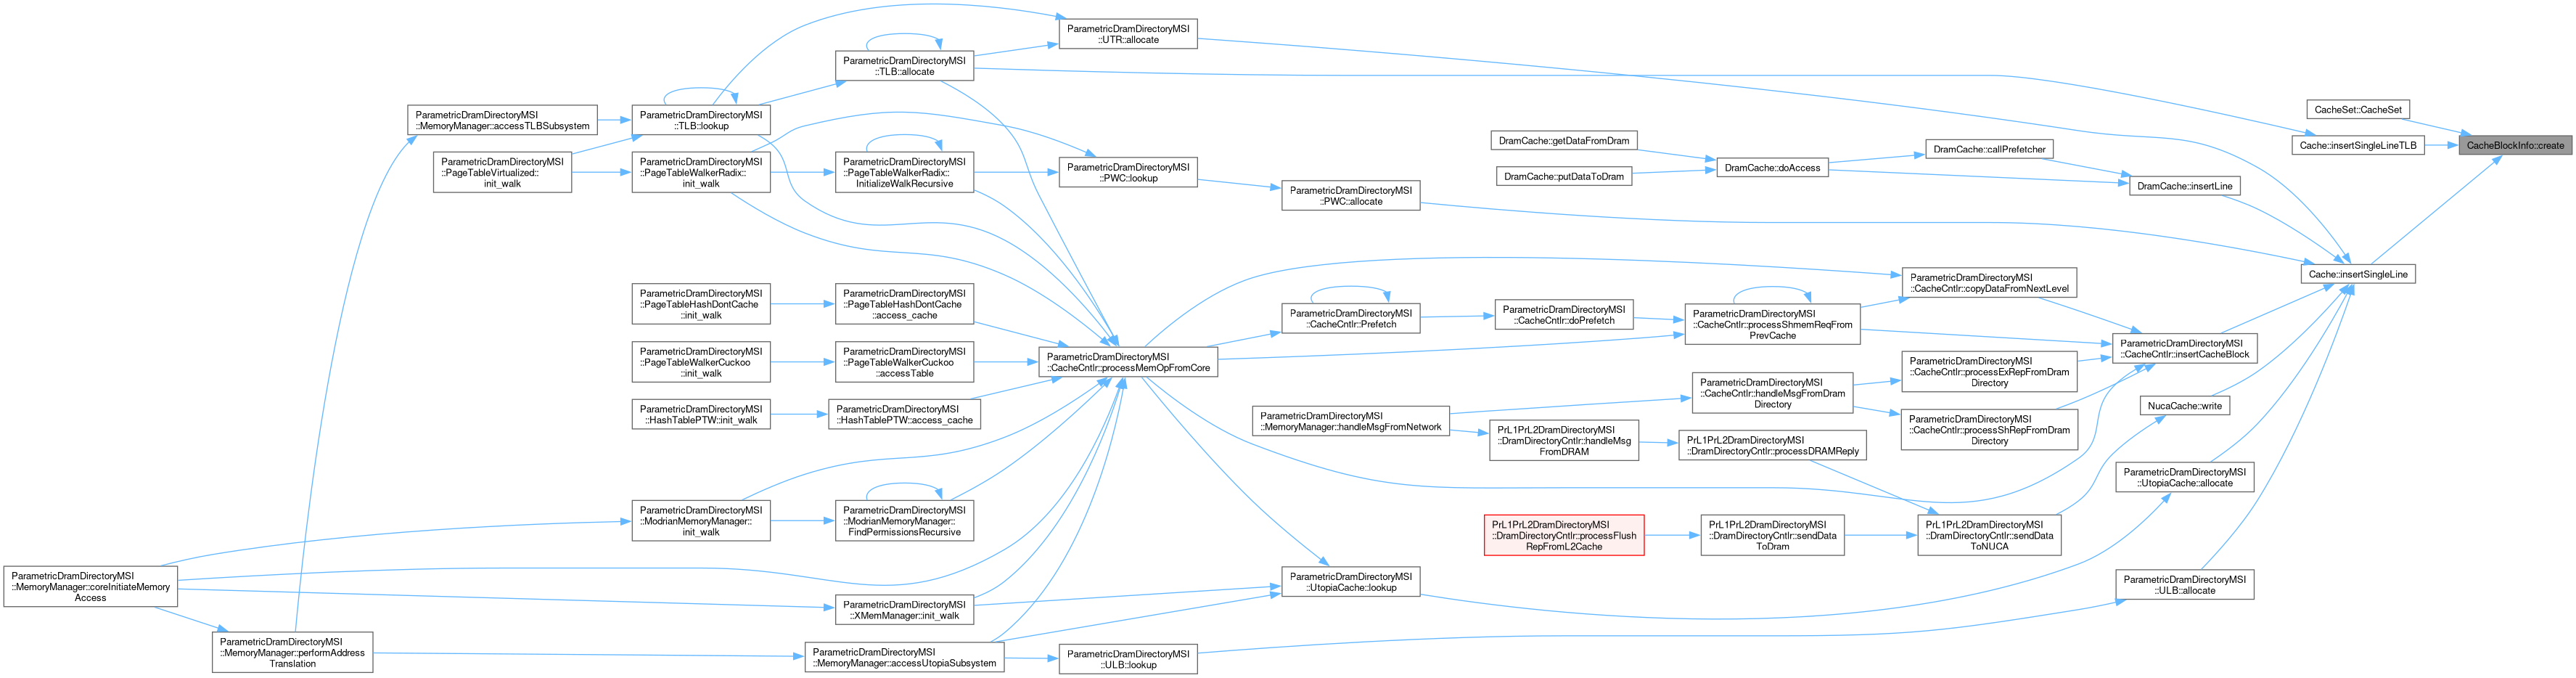 ParametricDramDirectoryMSI
::MemoryManager::coreInitiateMemory
Access
ParametricDramDirectoryMSI
::MemoryManager::performAddress
Translation
ParametricDramDirectoryMSI
::MemoryManager::accessTLBSubsystem
ParametricDramDirectoryMSI
::PageTableVirtualized::
init_walk
ParametricDramDirectoryMSI
::TLB::lookup
ParametricDramDirectoryMSI
::PageTableWalkerRadix::
init_walk
ParametricDramDirectoryMSI
::PageTableHashDontCache
::init_walk
ParametricDramDirectoryMSI
::PageTableWalkerCuckoo
::init_walk
ParametricDramDirectoryMSI
::HashTablePTW::init_walk
ParametricDramDirectoryMSI
::ModrianMemoryManager::
init_walk
ParametricDramDirectoryMSI
::TLB::allocate
ParametricDramDirectoryMSI
::PageTableWalkerRadix::
InitializeWalkRecursive
ParametricDramDirectoryMSI
::PageTableHashDontCache
::access_cache
ParametricDramDirectoryMSI
::PageTableWalkerCuckoo
::accessTable
ParametricDramDirectoryMSI
::HashTablePTW::access_cache
ParametricDramDirectoryMSI
::ModrianMemoryManager::
FindPermissionsRecursive
ParametricDramDirectoryMSI
::XMemManager::init_walk
ParametricDramDirectoryMSI
::MemoryManager::accessUtopiaSubsystem
ParametricDramDirectoryMSI
::UTR::allocate
ParametricDramDirectoryMSI
::PWC::lookup
ParametricDramDirectoryMSI
::CacheCntlr::processMemOpFromCore
ParametricDramDirectoryMSI
::ULB::lookup
ParametricDramDirectoryMSI
::PWC::allocate
ParametricDramDirectoryMSI
::CacheCntlr::Prefetch
ParametricDramDirectoryMSI
::MemoryManager::handleMsgFromNetwork
ParametricDramDirectoryMSI
::UtopiaCache::lookup
DramCache::getDataFromDram
DramCache::putDataToDram
ParametricDramDirectoryMSI
::CacheCntlr::doPrefetch
PrL1PrL2DramDirectoryMSI
::DramDirectoryCntlr::handleMsg
FromDRAM
PrL1PrL2DramDirectoryMSI
::DramDirectoryCntlr::processFlush
RepFromL2Cache
DramCache::doAccess
ParametricDramDirectoryMSI
::CacheCntlr::processShmemReqFrom
PrevCache
ParametricDramDirectoryMSI
::CacheCntlr::handleMsgFromDram
Directory
PrL1PrL2DramDirectoryMSI
::DramDirectoryCntlr::processDRAMReply
PrL1PrL2DramDirectoryMSI
::DramDirectoryCntlr::sendData
ToDram
DramCache::callPrefetcher
ParametricDramDirectoryMSI
::CacheCntlr::copyDataFromNextLevel
ParametricDramDirectoryMSI
::CacheCntlr::processExRepFromDram
Directory
ParametricDramDirectoryMSI
::CacheCntlr::processShRepFromDram
Directory
PrL1PrL2DramDirectoryMSI
::DramDirectoryCntlr::sendData
ToNUCA
DramCache::insertLine
ParametricDramDirectoryMSI
::CacheCntlr::insertCacheBlock
NucaCache::write
ParametricDramDirectoryMSI
::UtopiaCache::allocate
ParametricDramDirectoryMSI
::ULB::allocate
CacheSet::CacheSet
Cache::insertSingleLineTLB
Cache::insertSingleLine
CacheBlockInfo::create